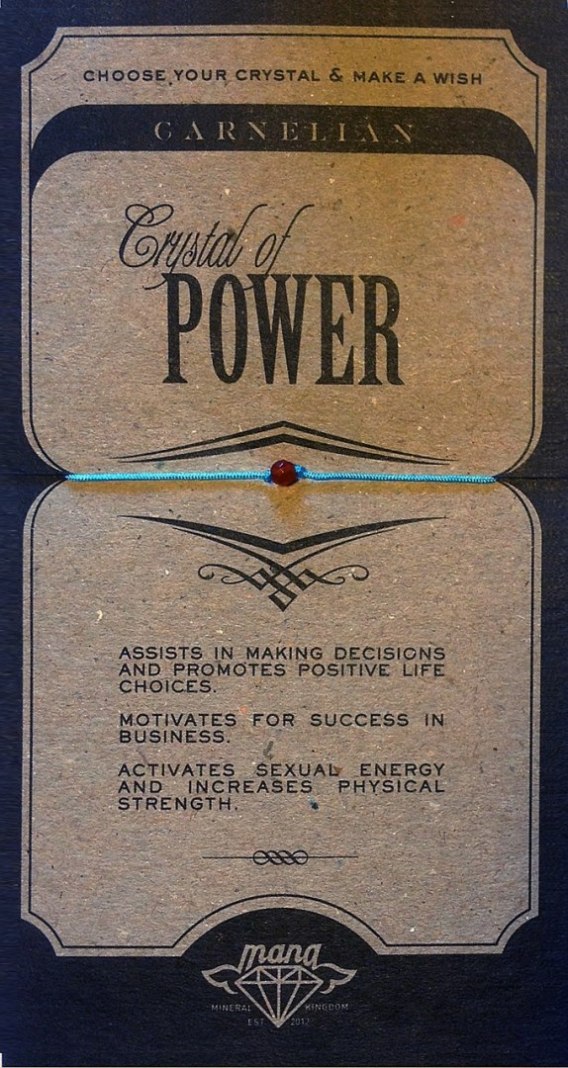 CHOOSE YOUR CRYSTAL & MAKE A WISH
CARNELIAN
Crystal of
POWER
ASSISTS IN MAKING DECISIONS
AND PROMOTES POSITIVE LIFE
CHOICES.
MOTIVATES FOR SUCCESS IN
BUSINESS.
ACTIVATES SEXUAL ENERGY
AND INCREASES PHYSICAL
STRENGTH.
mana
MINERAL KINGDOM
EST 2012